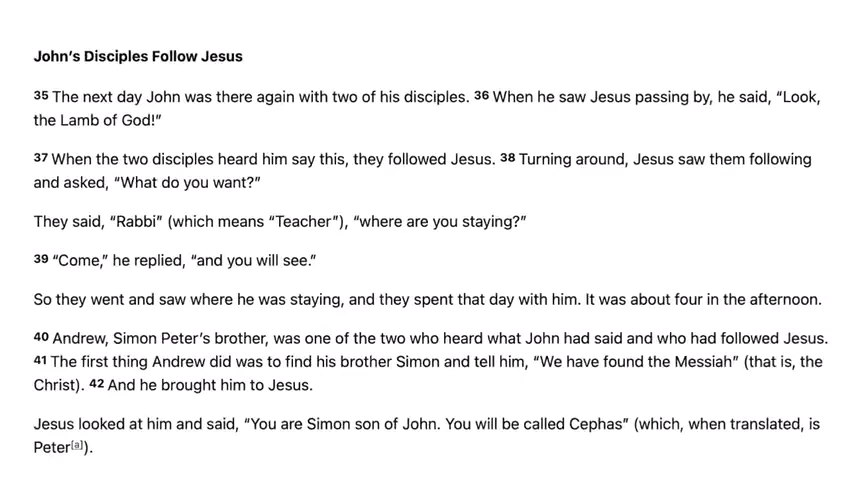 John’s Disciples Follow Jesus
35 The next day John was there again with two of his disciples. 36 When he saw Jesus passing by, he said, “Look,
the Lamb of God!”
37 When the two disciples heard him say this, they followed Jesus. 38 Turning around, Jesus saw them following
and asked, “What do you want?”
They said, “Rabbi” (which means “Teacher”), “where are you staying?”
39 “Come,” he replied, “and you will see.”
So they went and saw where he was staying, and they spent that day with him. It was about four in the afternoon.
40 Andrew, Simon Peter’s brother, was one of the two who heard what John had said and who had followed Jesus.
41 The first thing Andrew did was to find his brother Simon and tell him, “We have found the Messiah” (that is, the
Christ). 42 And he brought him to Jesus.
Jesus looked at him and said, “You are Simon son of John. You will be called Cephas” (which, when translated, is
Peter[a]).